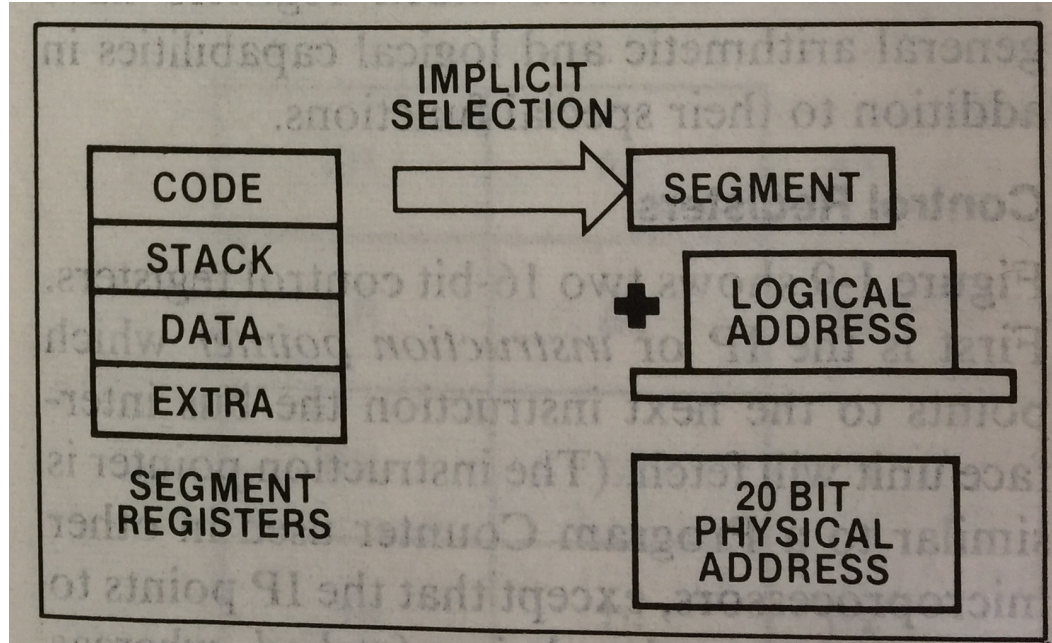 IMPLICIT
SELECTION
CODE
STACK
DATA
EXTRA
SEGMENT
REGISTERS
SEGMENT
+
LOGICAL
ADDRESS
20 BIT
PHYSICAL
ADDRESS